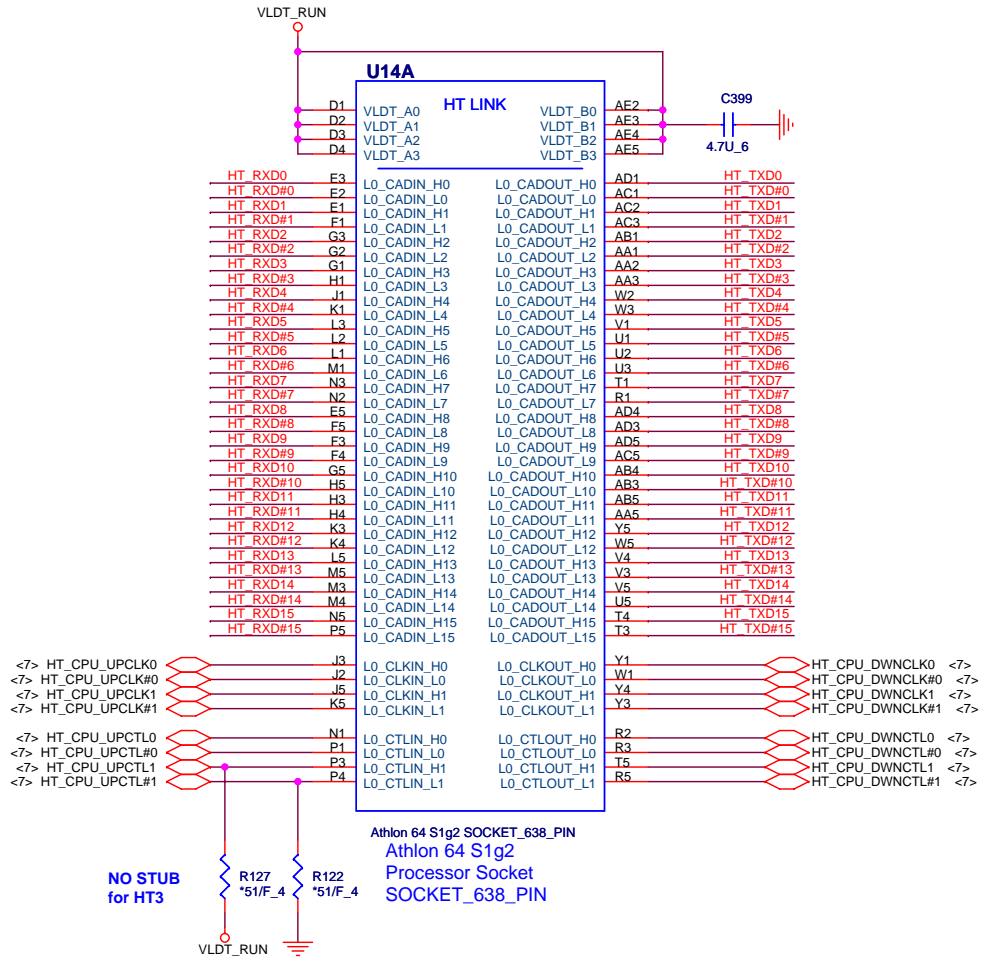 VLDT_RUN
U14A
HT LINK
D1 VLDT_A0 VLDT_B0 AE2
D2 VLDT_A1 VLDT_B1 AE3
D3 VLDT_A2 VLDT_B2 AE4
D4 VLDT_A3 VLDT_B3 AE5
C399
4.7U_6
HT_RXD0 E3 L0_CADIN_H0 L0_CADOUT_H0 AD1 HT_TXD0
HT_RXD#0 E2 L0_CADIN_L0 L0_CADOUT_L0 AC1 HT_TXD#0
HT_RXD1 E1 L0_CADIN_H1 L0_CADOUT_H1 AC2 HT_TXD1
HT_RXD#1 F1 L0_CADIN_L1 L0_CADOUT_L1 AC3 HT_TXD#1
HT_RXD2 G3 L0_CADIN_H2 L0_CADOUT_H2 AB1 HT_TXD2
HT_RXD#2 G2 L0_CADIN_L2 L0_CADOUT_L2 AA1 HT_TXD#2
HT_RXD3 G1 L0_CADIN_H3 L0_CADOUT_H3 AA2 HT_TXD3
HT_RXD#3 H1 L0_CADIN_L3 L0_CADOUT_L3 AA3 HT_TXD#3
HT_RXD4 J1 L0_CADIN_H4 L0_CADOUT_H4 W2 HT_TXD4
HT_RXD#4 K1 L0_CADIN_L4 L0_CADOUT_L4 W3 HT_TXD#4
HT_RXD5 L3 L0_CADIN_H5 L0_CADOUT_H5 V1 HT_TXD5
HT_RXD#5 L2 L0_CADIN_L5 L0_CADOUT_L5 U1 HT_TXD#5
HT_RXD6 L1 L0_CADIN_H6 L0_CADOUT_H6 U2 HT_TXD6
HT_RXD#6 M1 L0_CADIN_L6 L0_CADOUT_L6 U3 HT_TXD#6
HT_RXD7 N3 L0_CADIN_H7 L0_CADOUT_H7 T1 HT_TXD7
HT_RXD#7 N2 L0_CADIN_L7 L0_CADOUT_L7 R1 HT_TXD#7
HT_RXD8 E5 L0_CADIN_H8 L0_CADOUT_H8 AD4 HT_TXD8
HT_RXD#8 F5 L0_CADIN_L8 L0_CADOUT_L8 AD3 HT_TXD#8
HT_RXD9 F3 L0_CADIN_H9 L0_CADOUT_H9 AD5 HT_TXD9
HT_RXD#9 F4 L0_CADIN_L9 L0_CADOUT_L9 AC5 HT_TXD#9
HT_RXD10 G5 L0_CADIN_H10 L0_CADOUT_H10 AB4 HT_TXD10
HT_RXD#10 H5 L0_CADIN_L10 L0_CADOUT_L10 AB3 HT_TXD#10
HT_RXD11 H3 L0_CADIN_H11 L0_CADOUT_H11 AB5 HT_TXD11
HT_RXD#11 H4 L0_CADIN_L11 L0_CADOUT_L11 AA5 HT_TXD#11
HT_RXD12 K3 L0_CADIN_H12 L0_CADOUT_H12 Y5 HT_TXD12
HT_RXD#12 K4 L0_CADIN_L12 L0_CADOUT_L12 W5 HT_TXD#12
HT_RXD13 L5 L0_CADIN_H13 L0_CADOUT_H13 V4 HT_TXD13
HT_RXD#13 M5 L0_CADIN_L13 L0_CADOUT_L13 V3 HT_TXD#13
HT_RXD14 M3 L0_CADIN_H14 L0_CADOUT_H14 V5 HT_TXD14
HT_RXD#14 M4 L0_CADIN_L14 L0_CADOUT_L14 U5 HT_TXD#14
HT_RXD15 N5 L0_CADIN_H15 L0_CADOUT_H15 T4 HT_TXD15
HT_RXD#15 P5 L0_CADIN_L15 L0_CADOUT_L15 T3 HT_TXD#15
<7> HT_CPU_UPCLK0 J3 L0_CLKIN_H0 L0_CLKOUT_H0 Y1 HT_CPU_DWNCLK0 <7>
<7> HT_CPU_UPCLK#0 J2 L0_CLKIN_L0 L0_CLKOUT_L0 W1 HT_CPU_DWNCLK#0 <7>
<7> HT_CPU_UPCLK1 J5 L0_CLKIN_H1 L0_CLKOUT_H1 Y4 HT_CPU_DWNCLK1 <7>
<7> HT_CPU_UPCLK#1 K5 L0_CLKIN_L1 L0_CLKOUT_L1 Y3 HT_CPU_DWNCLK#1 <7>
<7> HT_CPU_UPCTL0 N1 L0_CTLIN_H0 L0_CTLOUT_H0 R2 HT_CPU_DWNCTL0 <7>
<7> HT_CPU_UPCTL#0 P1 L0_CTLIN_L0 L0_CTLOUT_L0 R3 HT_CPU_DWNCTL#0 <7>
<7> HT_CPU_UPCTL1 P3 L0_CTLIN_H1 L0_CTLOUT_H1 T5 HT_CPU_DWNCTL1 <7>
<7> HT_CPU_UPCTL#1 P4 L0_CTLIN_L1 L0_CTLOUT_L1 R5 HT_CPU_DWNCTL#1 <7>
Athlon 64 S1g2 SOCKET_638_PIN
Athlon 64 S1g2
Processor Socket
SOCKET_638_PIN
NO STUB
for HT3
R127
*51/F_4
R122
*51/F_4
VLDT_RUN